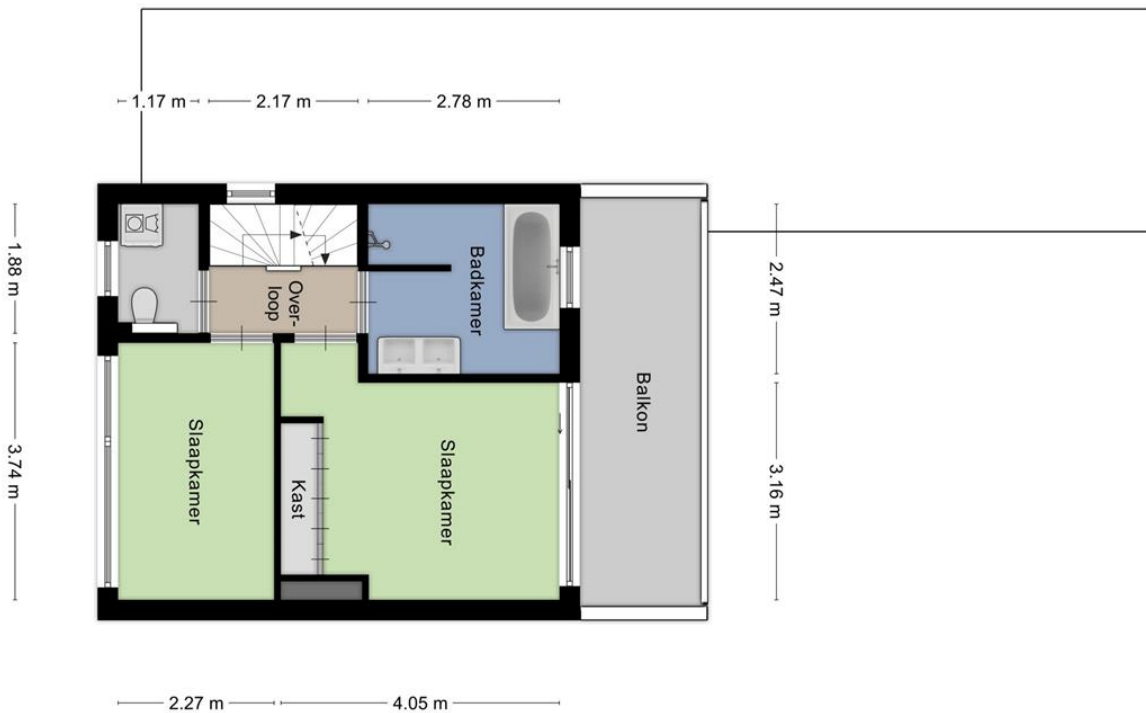 1.17 m
2.17 m
2.78 m
1.88 m
3.74 m
Over-
loop
Badkamer
Slaapkamer
Kast
Slaapkamer
Balkon
2.47 m
3.16 m
2.27 m
4.05 m